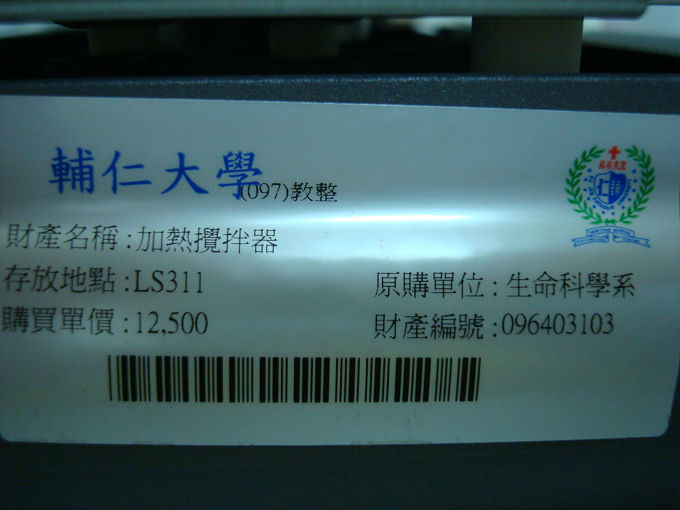 輔仁大學
(097)教整
財產名稱:加熱攪拌器
存放地點:LS311
原購單位:生命科學系
購買單價:12,500
財產編號:096403103